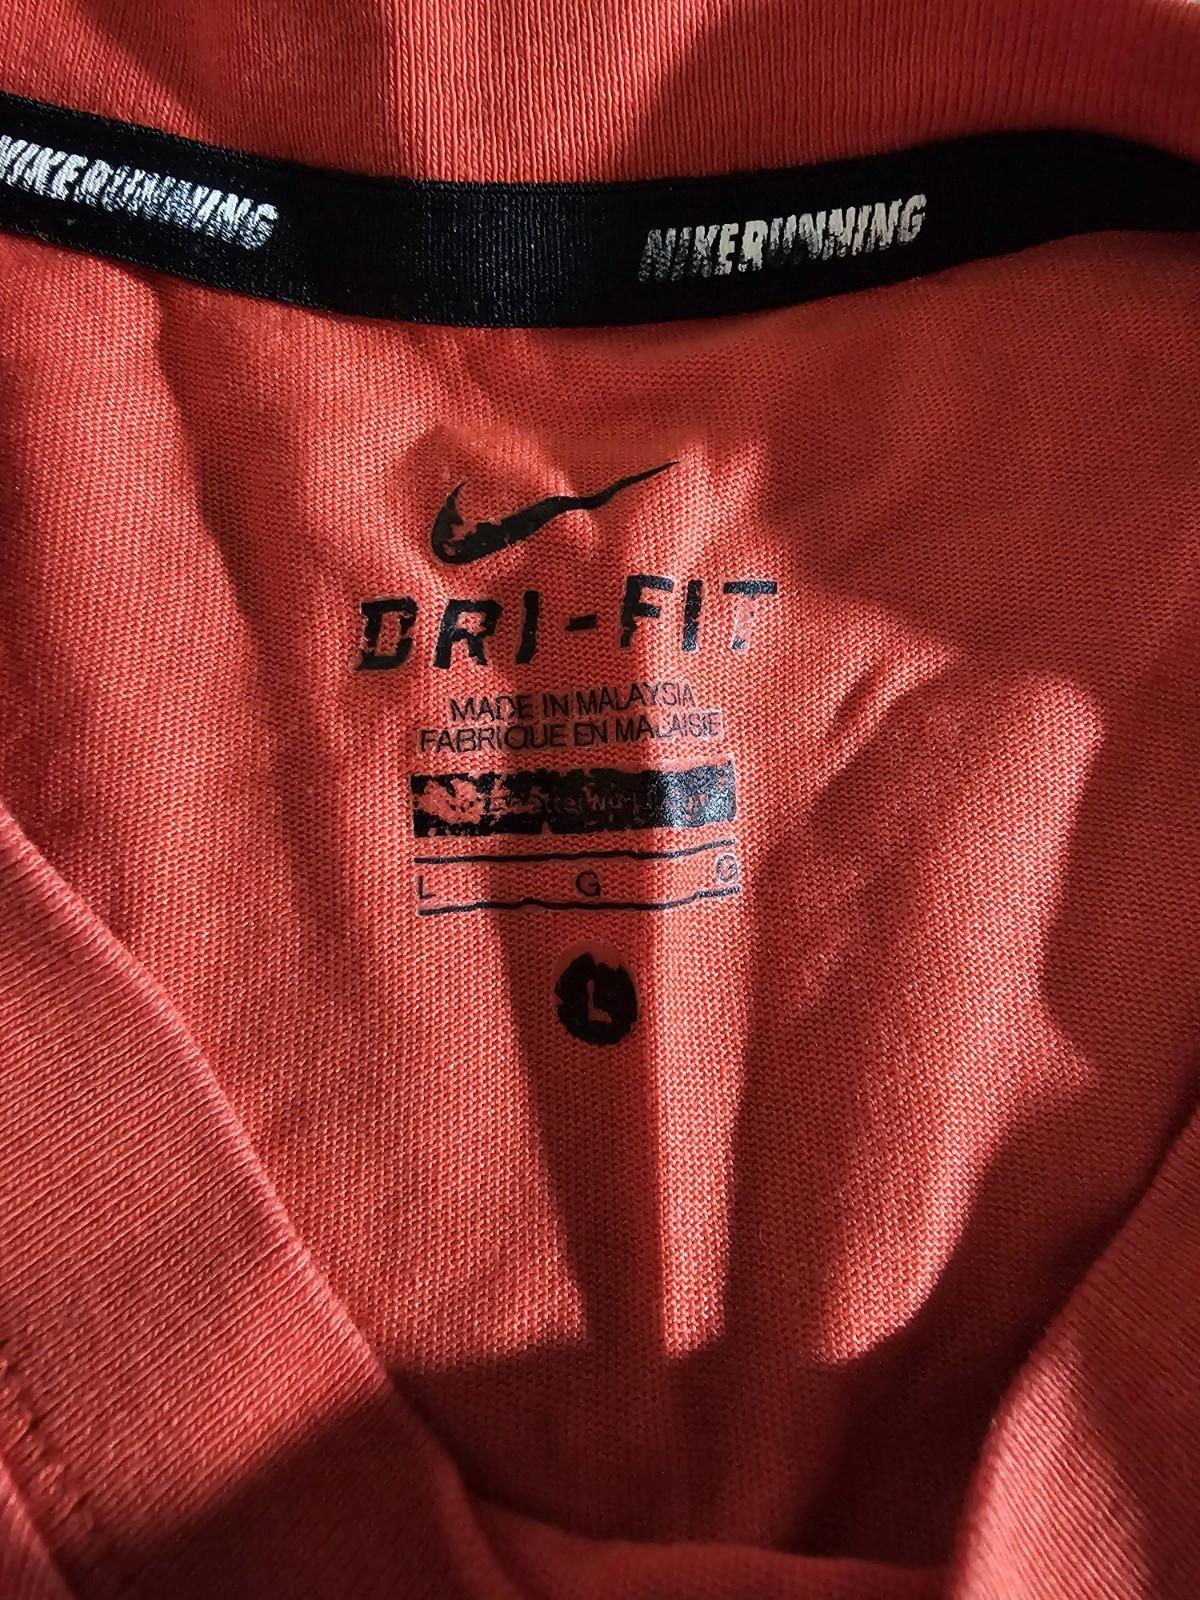 NIKERUNNING
NIKERUNNING
DRI-FIT
MADE IN MALAYSIA
FABRIQUE EN MALAISIE
L G G
L